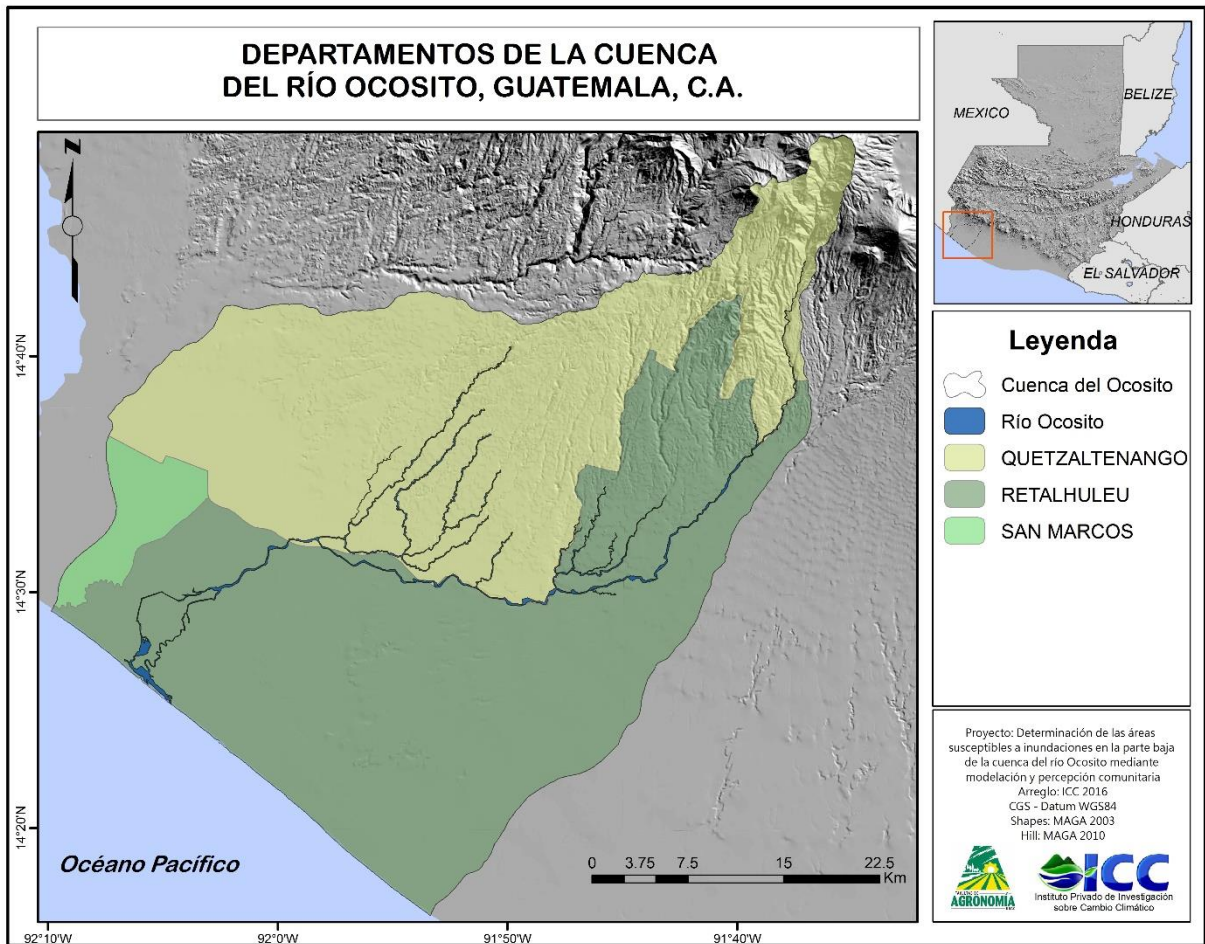 DEPARTAMENTOS DE LA CUENCA
DEL RÍO OCOSITO, GUATEMALA, C.A.
MEXICO
BELIZE
HONDURAS
EL SALVADOR
N
14°40'N
14°30'N
14°20'N
92°10'W
92°0'W
91°50'W
91°40'W
Océano Pacífico
0 3.75 7.5 15 22.5
Km
Leyenda
Cuenca del Ocosito
Río Ocosito
QUETZALTENANGO
RETALHULEU
SAN MARCOS
Proyecto: Determinación de las áreas
susceptibles a inundaciones en la parte baja
de la cuenca del río Ocosito mediante
modelación y percepción comunitaria
Arreglo: ICC 2016
CGS - Datum WGS84
Shapes: MAGA 2003
Hill: MAGA 2010
FACULTAD DE
AGRONOMÍA
ICC
Instituto Privado de Investigación
sobre Cambio Climático